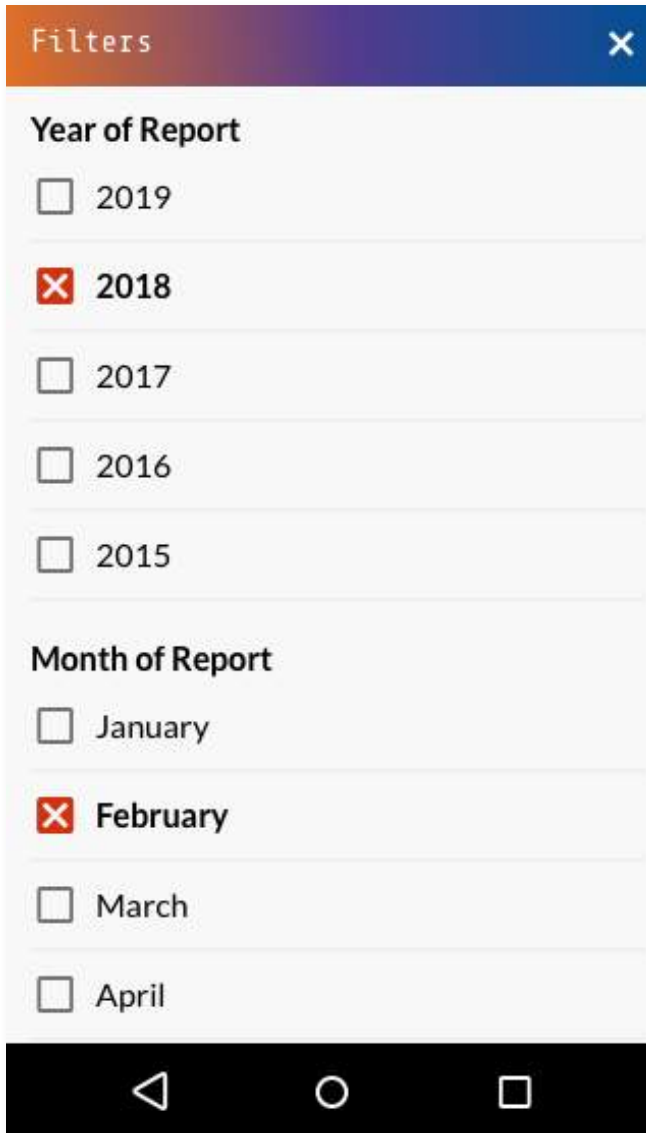 Filters
Year of Report
2019
2018
2017
2016
2015
Month of Report
January
February
March
April